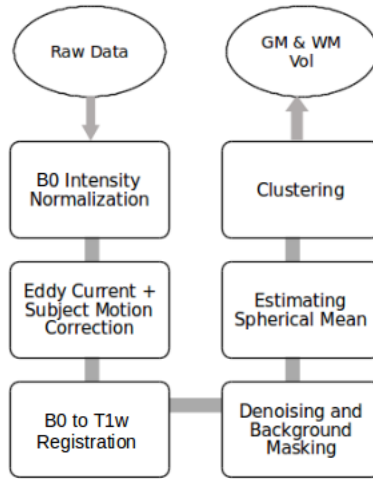 Raw Data
B0 Intensity
Normalization
Eddy Current +
Subject Motion
Correction
B0 to T1w
Registration
Denoising and
Background
Masking
Estimating
Spherical Mean
Clustering
GM & WM
Vol